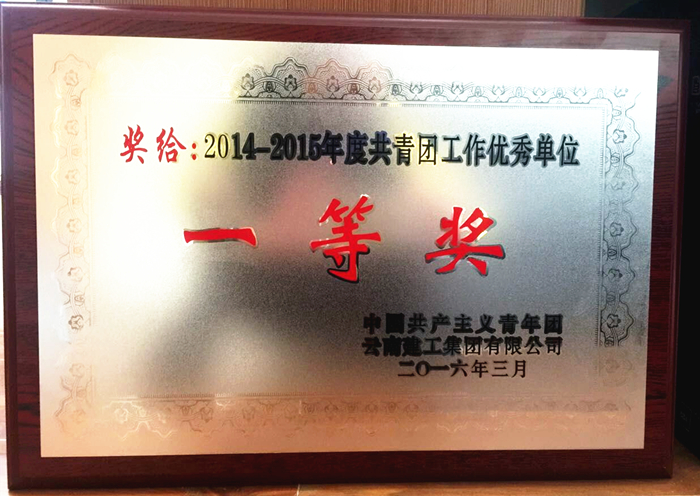 奖给:2014-2015年度共青团工作优秀单位
一等奖
中国共产主义青年团
云南建工集团有限公司
二〇一六年三月